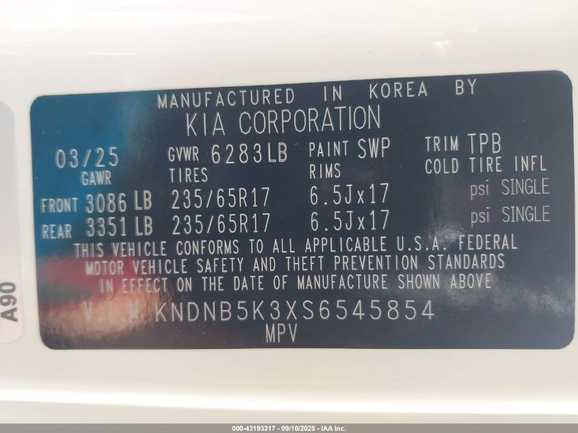 MANUFACTURED IN KOREA BY
KIA CORPORATION
03/25 GVWR 6283LB PAINT SWP TRIM TPB
GAWR TIRES RIMS COLD TIRE INFL
FRONT 3086 LB 235/65R17 6.5Jx17 psi SINGLE
REAR 3351 LB 235/65R17 6.5Jx17 psi SINGLE
THIS VEHICLE CONFORMS TO ALL APPLICABLE U.S.A. FEDERAL
MOTOR VEHICLE SAFETY AND THEFT PREVENTION STANDARDS
IN EFFECT ON THE DATE OF MANUFACTURE SHOWN ABOVE
V.I.N. KNDNB5K3XS6545854
MPV
A90
000-43193317 - 09/10/2025 - IAA Inc.